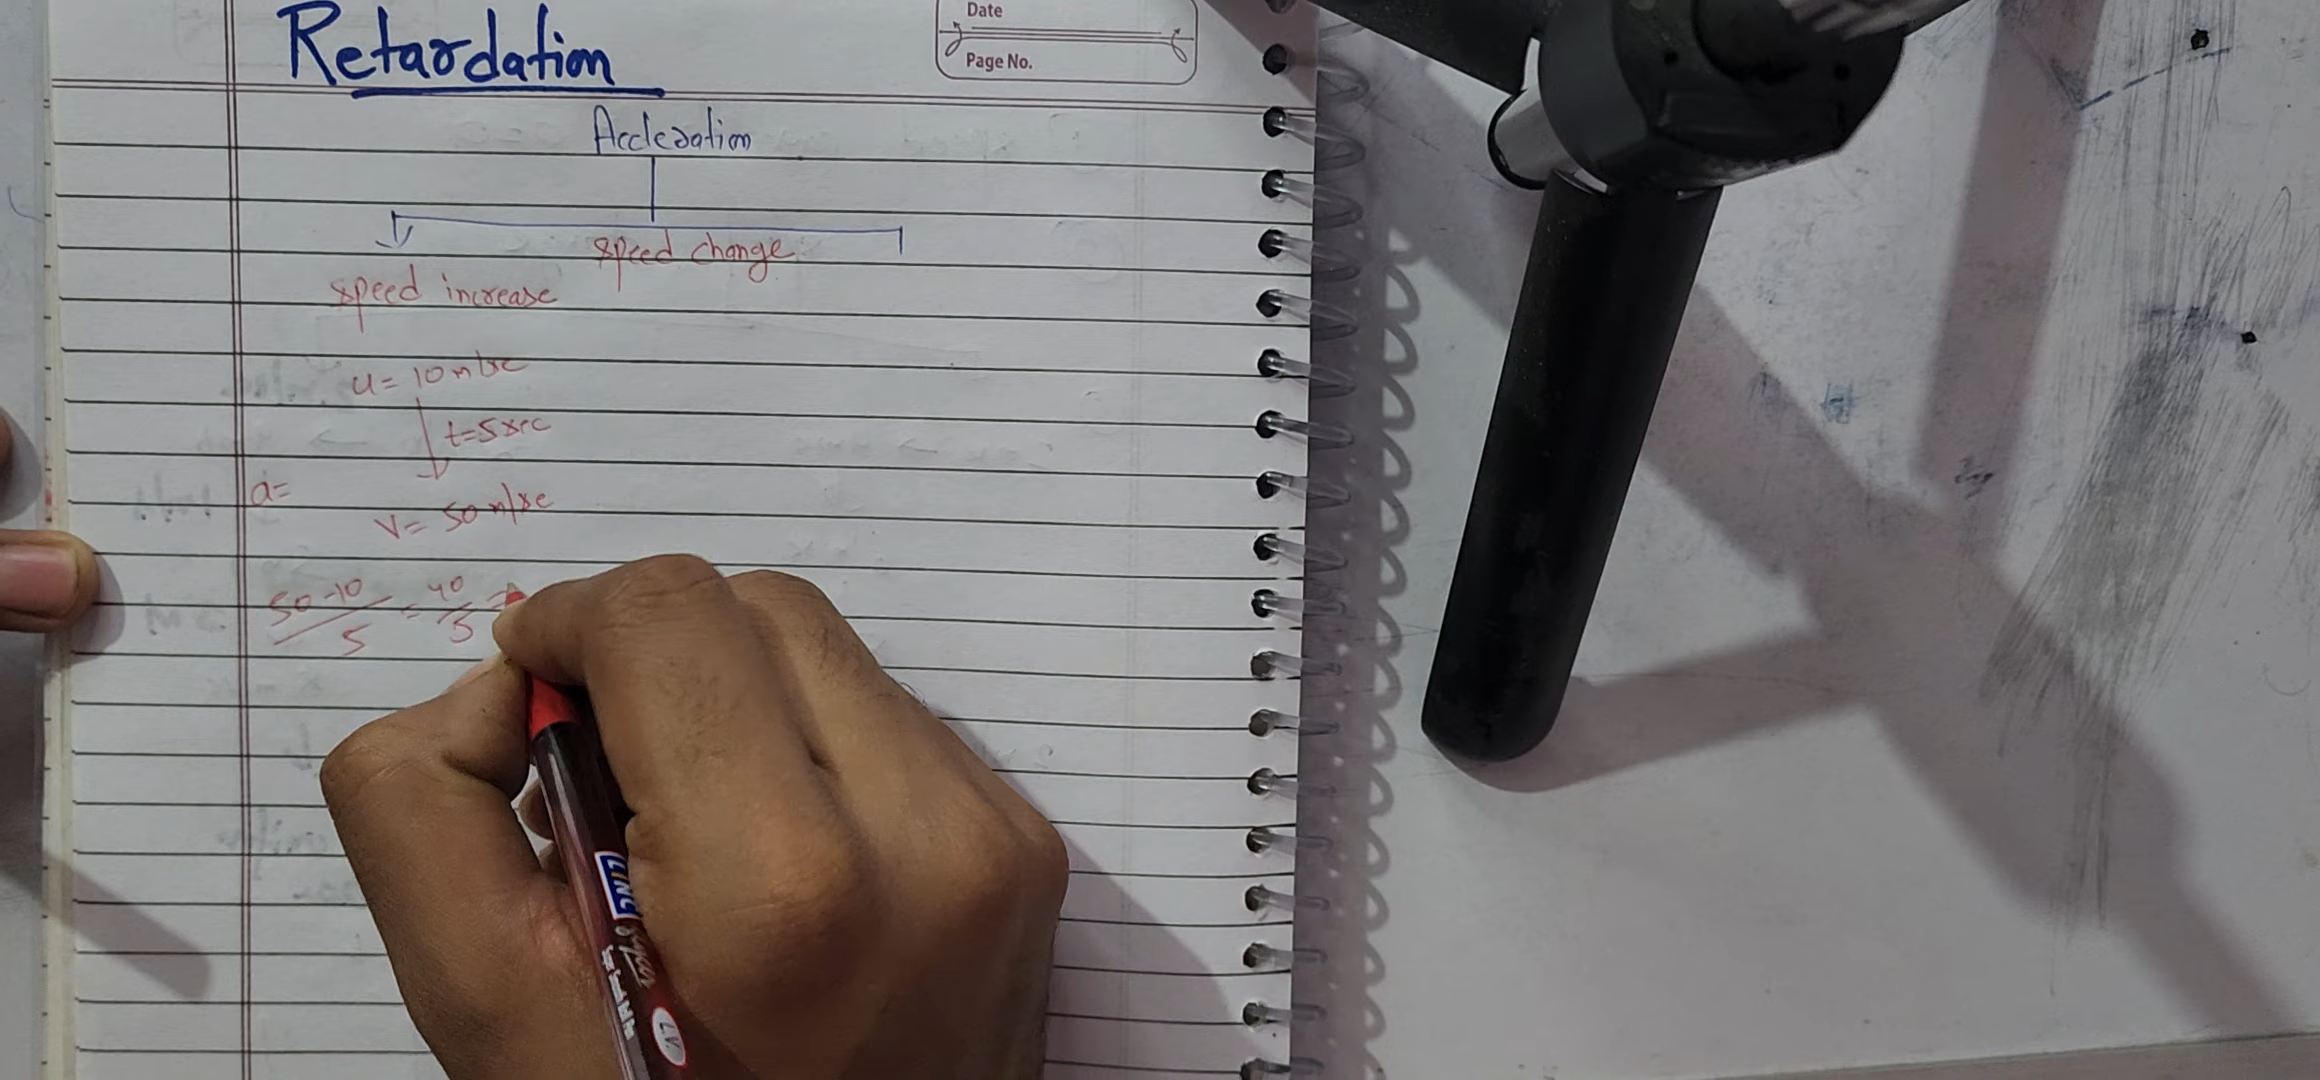 Retardation
Date
Page No.
Accleration
speed change
speed increase
u = 10 m/sec
t=5 sec
a=
v = 50 m/sec
50-10/5 = 40/5 =
LINC